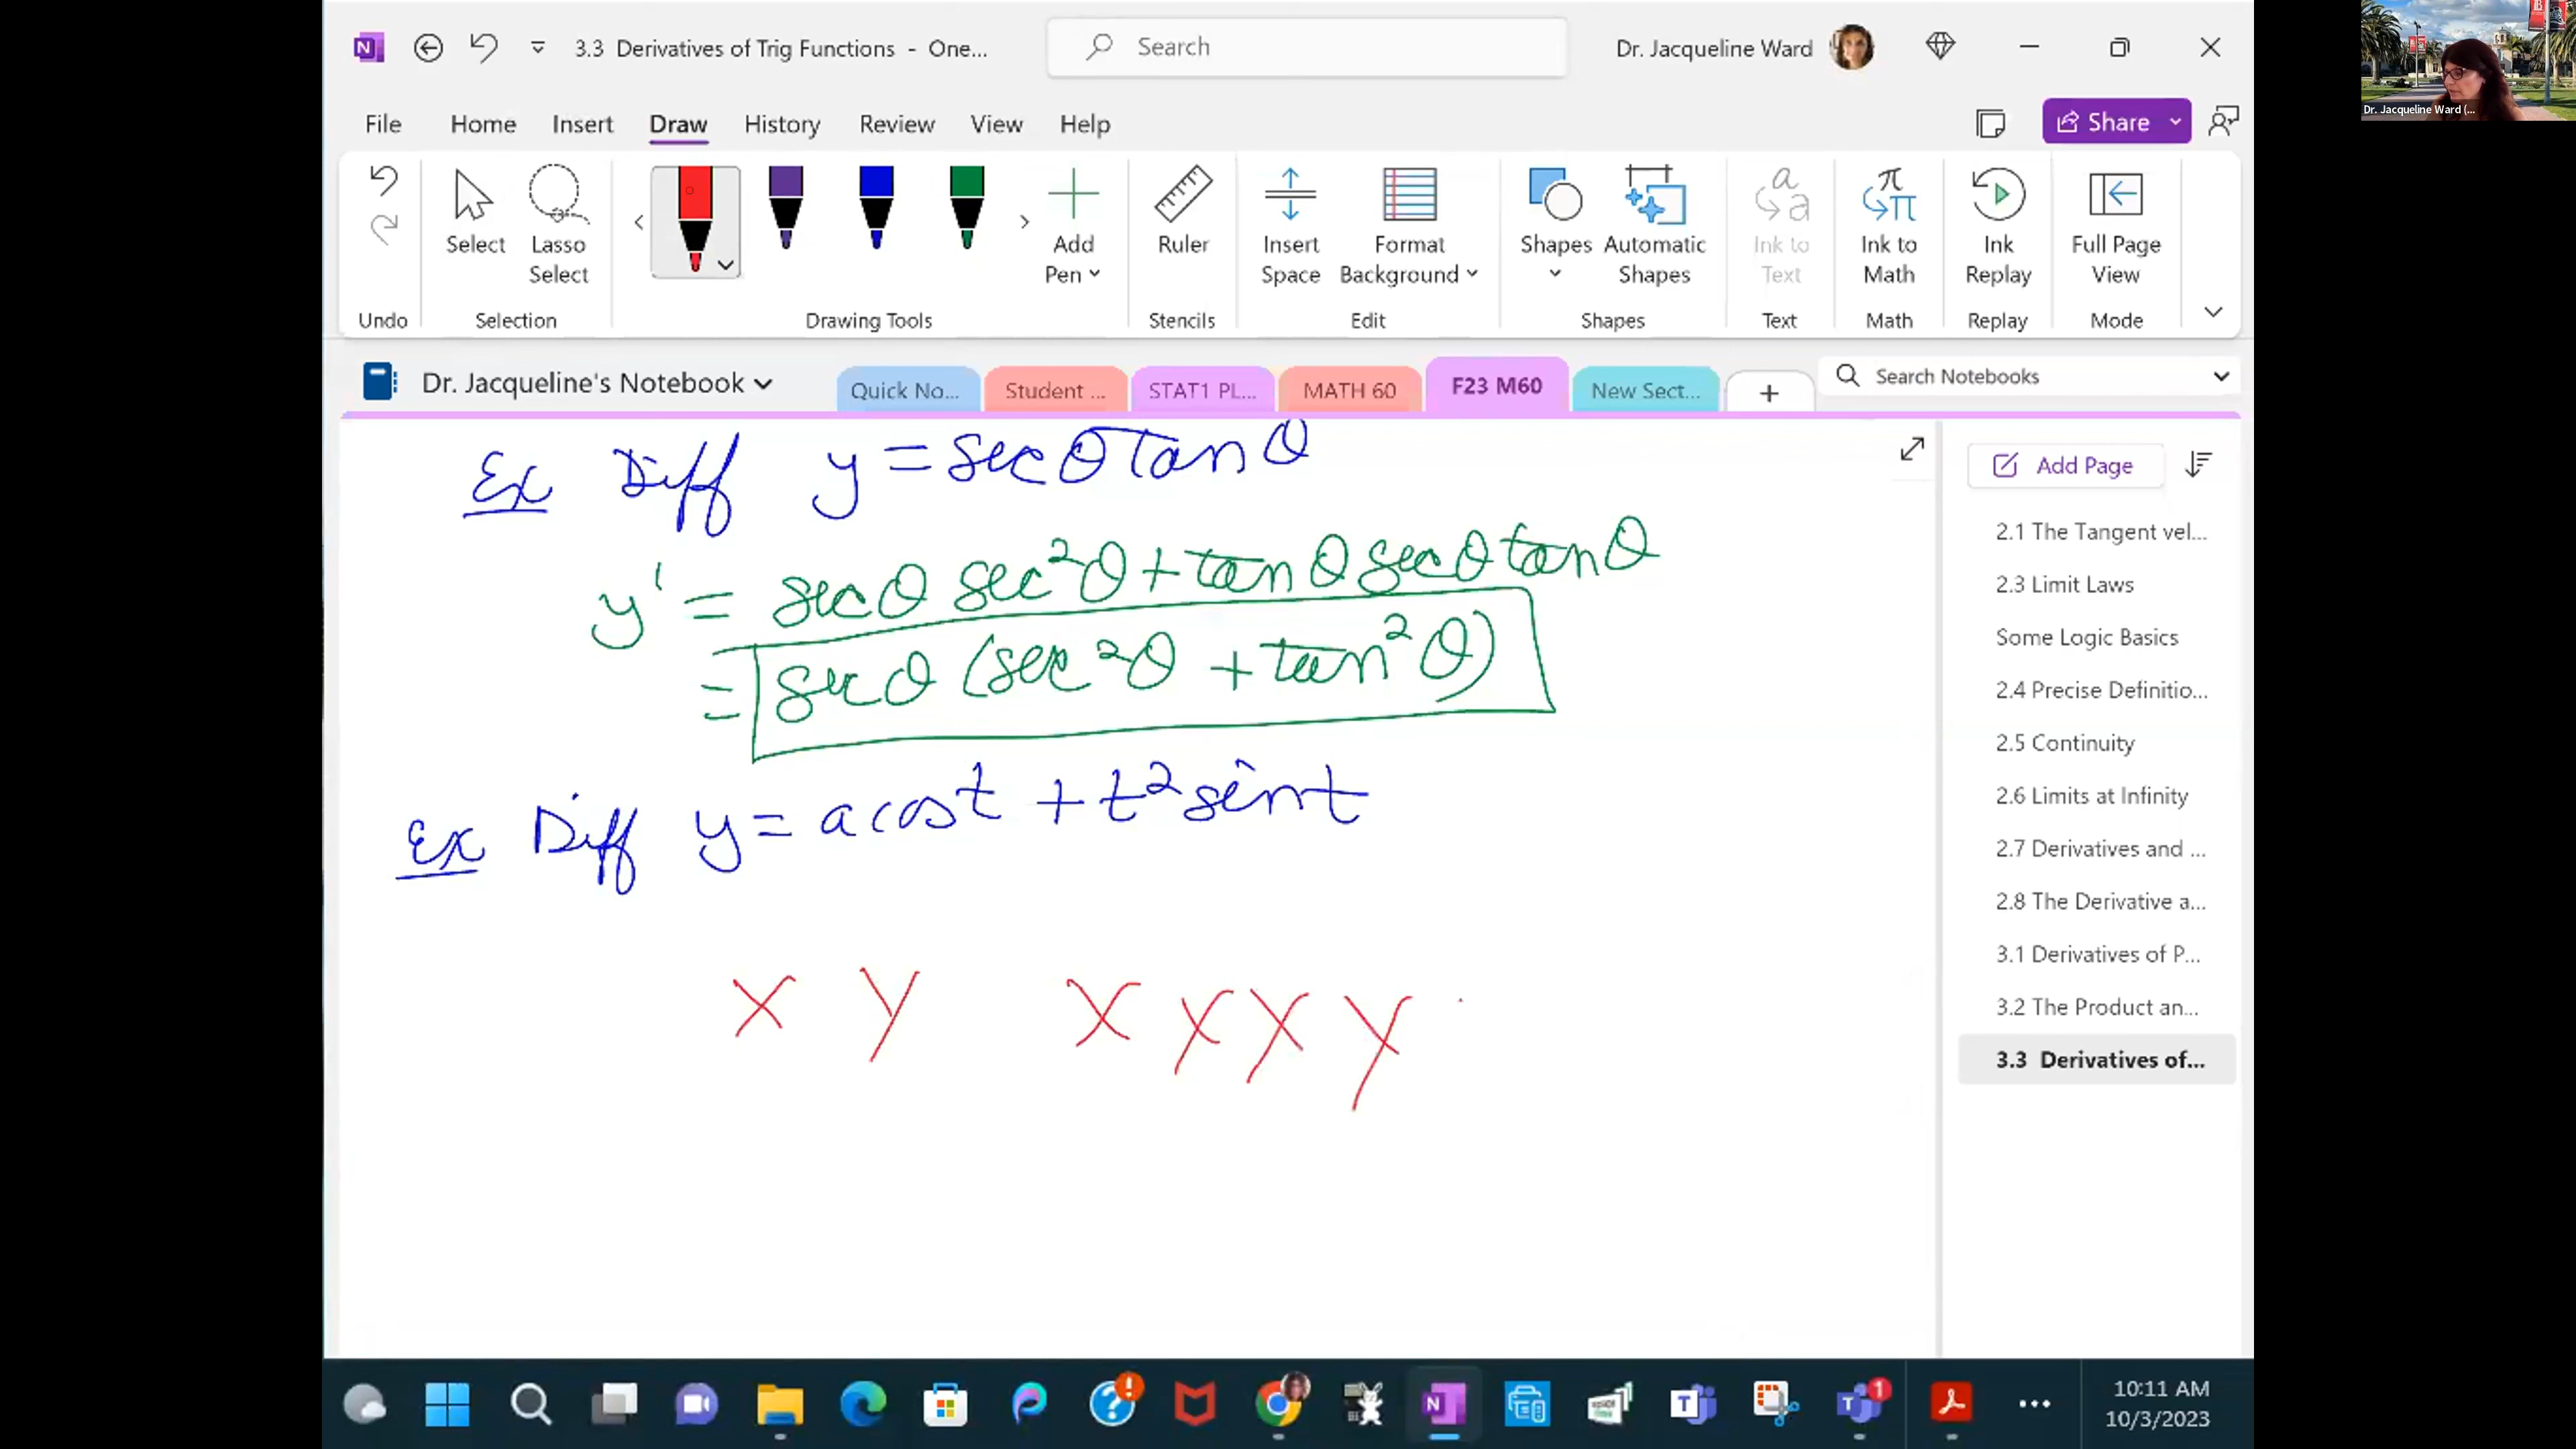 3.3 Derivatives of Trig Functions - One...
Search
Dr. Jacqueline Ward
Dr. Jacqueline Ward (...
File Home Insert Draw History Review View Help
Share
Select
Lasso Select
Add Pen
Ruler
Insert Space
Format Background
Shapes
Automatic Shapes
Ink to Text
Ink to Math
Ink Replay
Full Page View
Undo Selection Drawing Tools Stencils Edit Shapes Text Math Replay Mode
Dr. Jacqueline's Notebook
Quick No... Student ... STAT1 PL... MATH 60 F23 M60 New Sect... +
Search Notebooks
Ex Diff y = secθ Tan θ
y' = secθ sec²θ + tan θ secθ tanθ
= secθ (sec²θ + tan²θ)
Ex Diff y = a cos t + t² sin t
X Y X Y X Y
Add Page
2.1 The Tangent vel...
2.3 Limit Laws
Some Logic Basics
2.4 Precise Definitio...
2.5 Continuity
2.6 Limits at Infinity
2.7 Derivatives and ...
2.8 The Derivative a...
3.1 Derivatives of P...
3.2 The Product an...
3.3 Derivatives of...
1
10:11 AM
10/3/2023